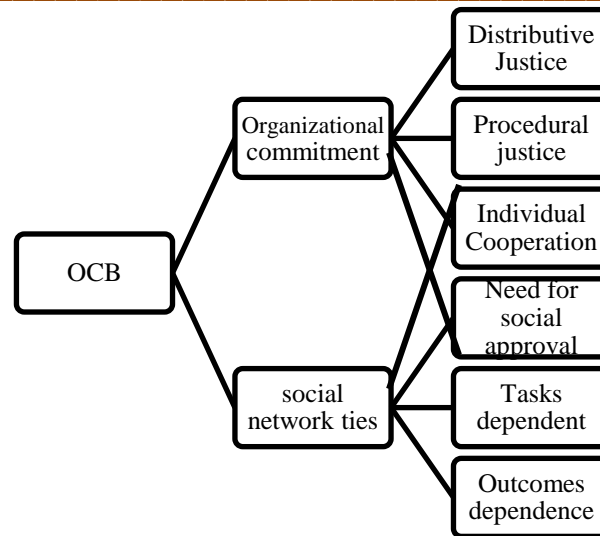 Distributive
Justice
Organizational
commitment
Procedural
justice
Individual
Cooperation
OCB
Need for
social
approval
social
network ties
Tasks
dependent
Outcomes
dependence